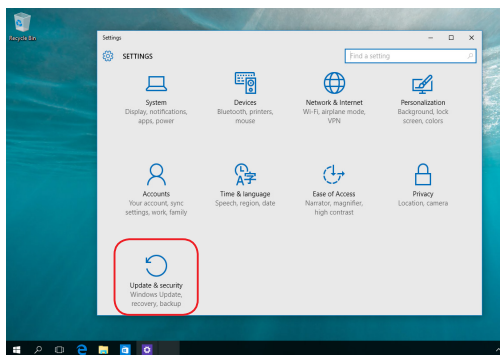 Recycle Bin
Settings
SETTINGS
Find a setting
System
Display, notifications,
apps, power
Devices
Bluetooth, printers,
mouse
Network & Internet
Wi-Fi, airplane mode,
VPN
Personalization
Background, lock
screen, colors
Accounts
Your account, sync
settings, work, family
Time & language
Speech, region, date
Ease of Access
Narrator, magnifier,
high contrast
Privacy
Location, camera
Update & security
Windows Update,
recovery, backup